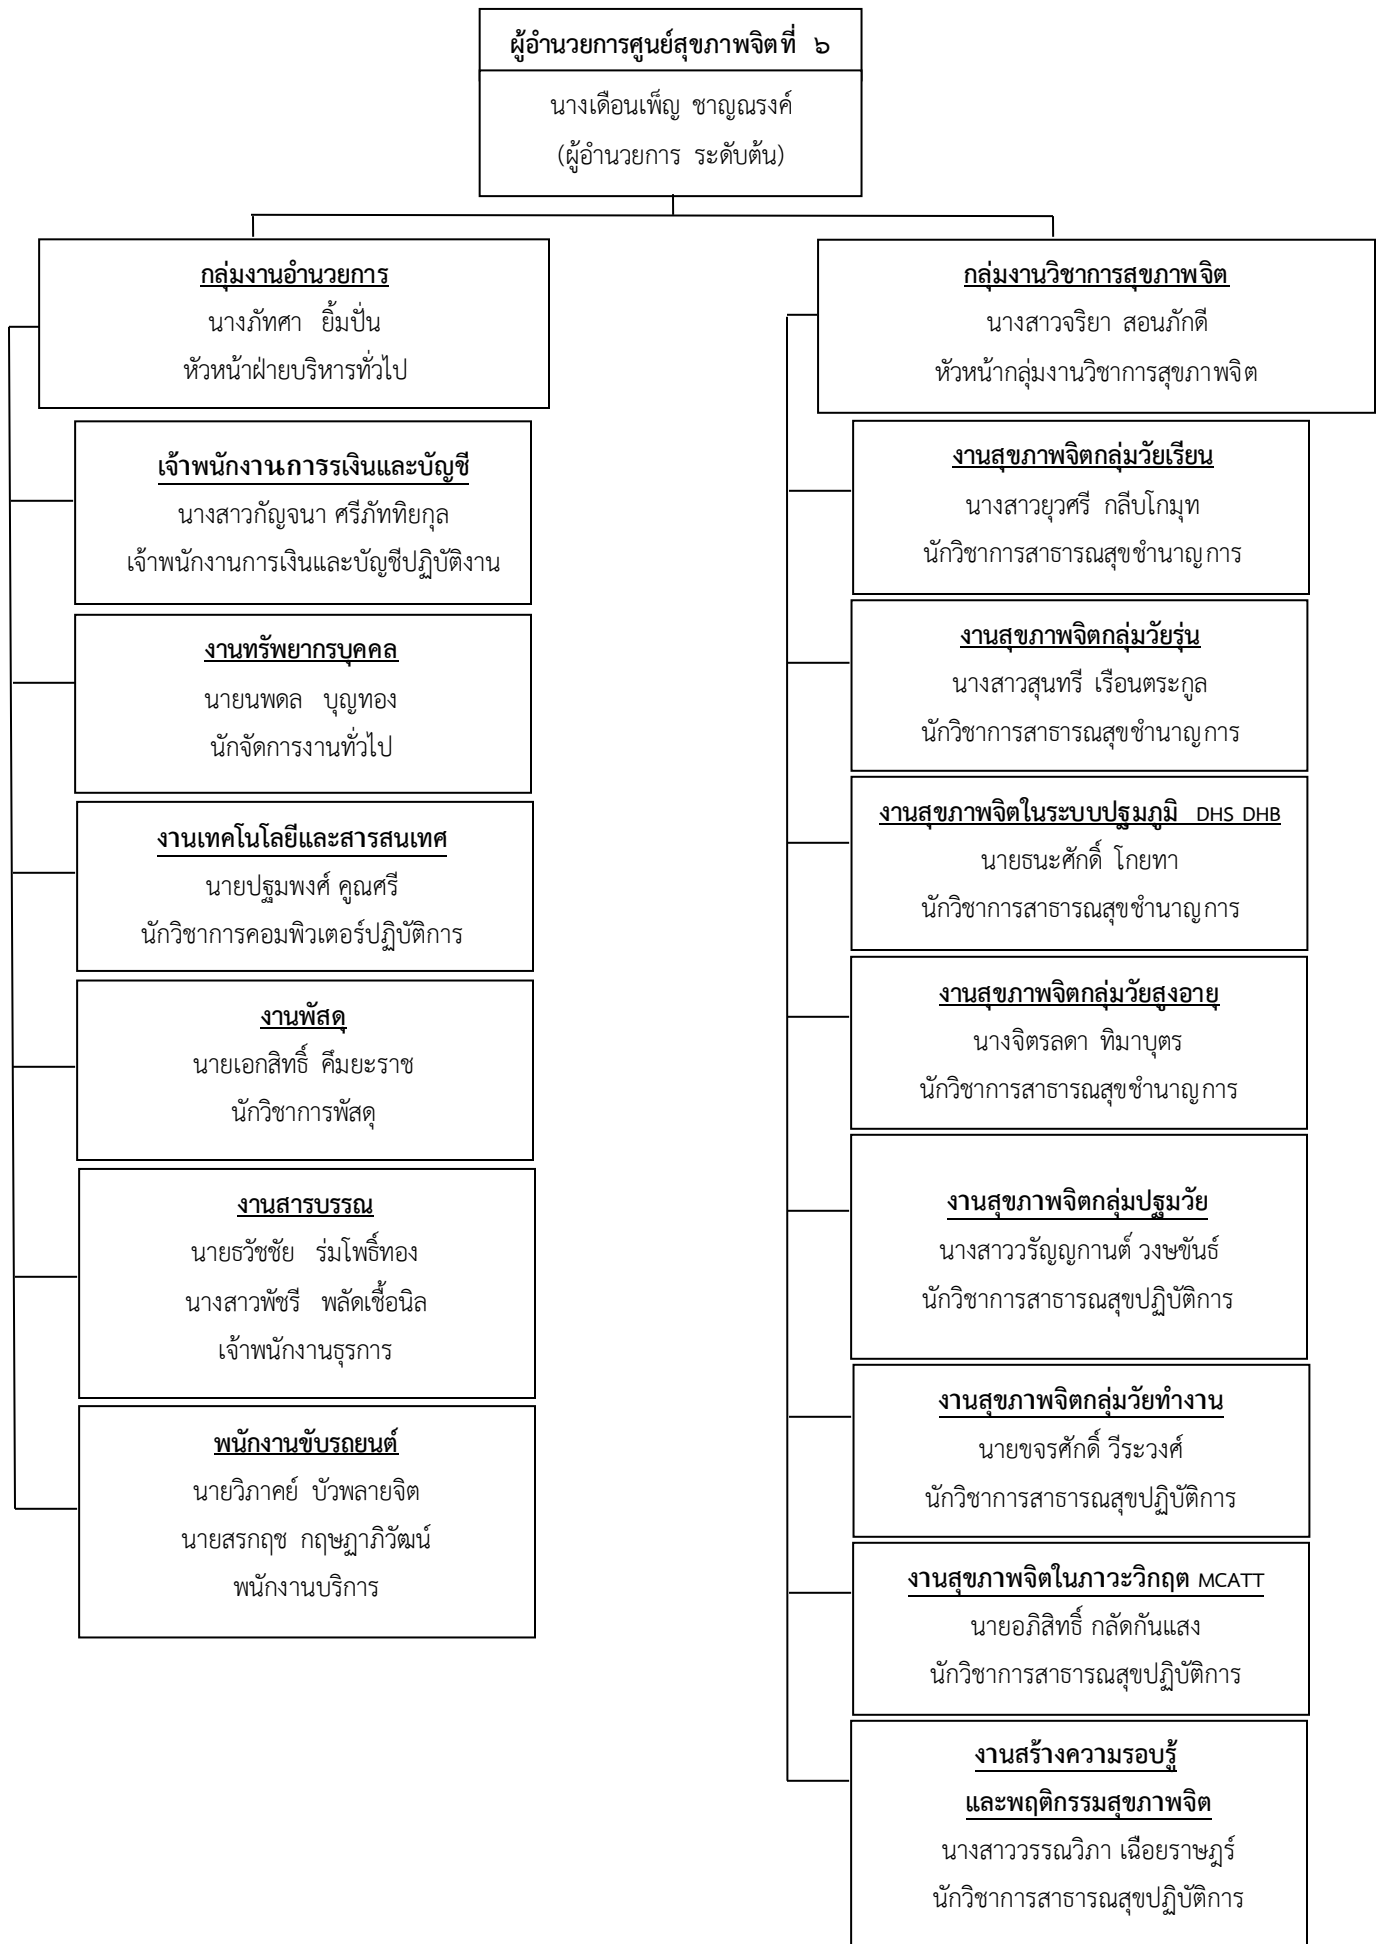 ผู้อำนวยการศูนย์สุขภาพจิตที่ ๖
นางเดือนเพ็ญ ชาญณรงค์
(ผู้อำนวยการ ระดับต้น)
กลุ่มงานอำนวยการ
นางภัทศา ยิ้มปั่น
หัวหน้าฝ่ายบริหารทั่วไป
เจ้าพนักงานการรเงินและบัญชี
นางสาวกัญจนา ศรีภัททิยกุล
เจ้าพนักงานการเงินและบัญชีปฏิบัติงาน
งานทรัพยากรบุคคล
นายนพดล บุญทอง
นักจัดการงานทั่วไป
งานเทคโนโลยีและสารสนเทศ
นายปฐมพงศ์ คูณศรี
นักวิชาการคอมพิวเตอร์ปฏิบัติการ
งานพัสดุ
นายเอกสิทธิ์ คึมยะราช
นักวิชาการพัสดุ
งานสารบรรณ
นายธวัชชัย ร่มโพธิ์ทอง
นางสาวพัชรี พลัดเชื้อนิล
เจ้าพนักงานธุรการ
พนักงานขับรถยนต์
นายวิภาคย์ บัวพลายจิต
นายสรกฤช กฤษฏาภิวัฒน์
พนักงานบริการ
กลุ่มงานวิชาการสุขภาพจิต
นางสาวจริยา สอนภักดี
หัวหน้ากลุ่มงานวิชาการสุขภาพจิต
งานสุขภาพจิตกลุ่มวัยเรียน
นางสาวยุวศรี กลีบโกมุท
นักวิชาการสาธารณสุขชำนาญการ
งานสุขภาพจิตกลุ่มวัยรุ่น
นางสาวสุนทรี เรือนตระกูล
นักวิชาการสาธารณสุขชำนาญการ
งานสุขภาพจิตในระบบปฐมภูมิ DHS DHB
นายธนะศักดิ์ โกยทา
นักวิชาการสาธารณสุขชำนาญการ
งานสุขภาพจิตกลุ่มวัยสูงอายุ
นางจิตรลดา ทิมาบุตร
นักวิชาการสาธารณสุขชำนาญการ
งานสุขภาพจิตกลุ่มปฐมวัย
นางสาววรัญญกานต์ วงษขันธ์
นักวิชาการสาธารณสุขปฏิบัติการ
งานสุขภาพจิตกลุ่มวัยทำงาน
นายขจรศักดิ์ วีระวงศ์
นักวิชาการสาธารณสุขปฏิบัติการ
งานสุขภาพจิตในภาวะวิกฤต MCATT
นายอภิสิทธิ์ กลัดกันแสง
นักวิชาการสาธารณสุขปฏิบัติการ
งานสร้างความรอบรู้
และพฤติกรรมสุขภาพจิต
นางสาววรรณวิภา เฉือยราษฎร์
นักวิชาการสาธารณสุขปฏิบัติการ